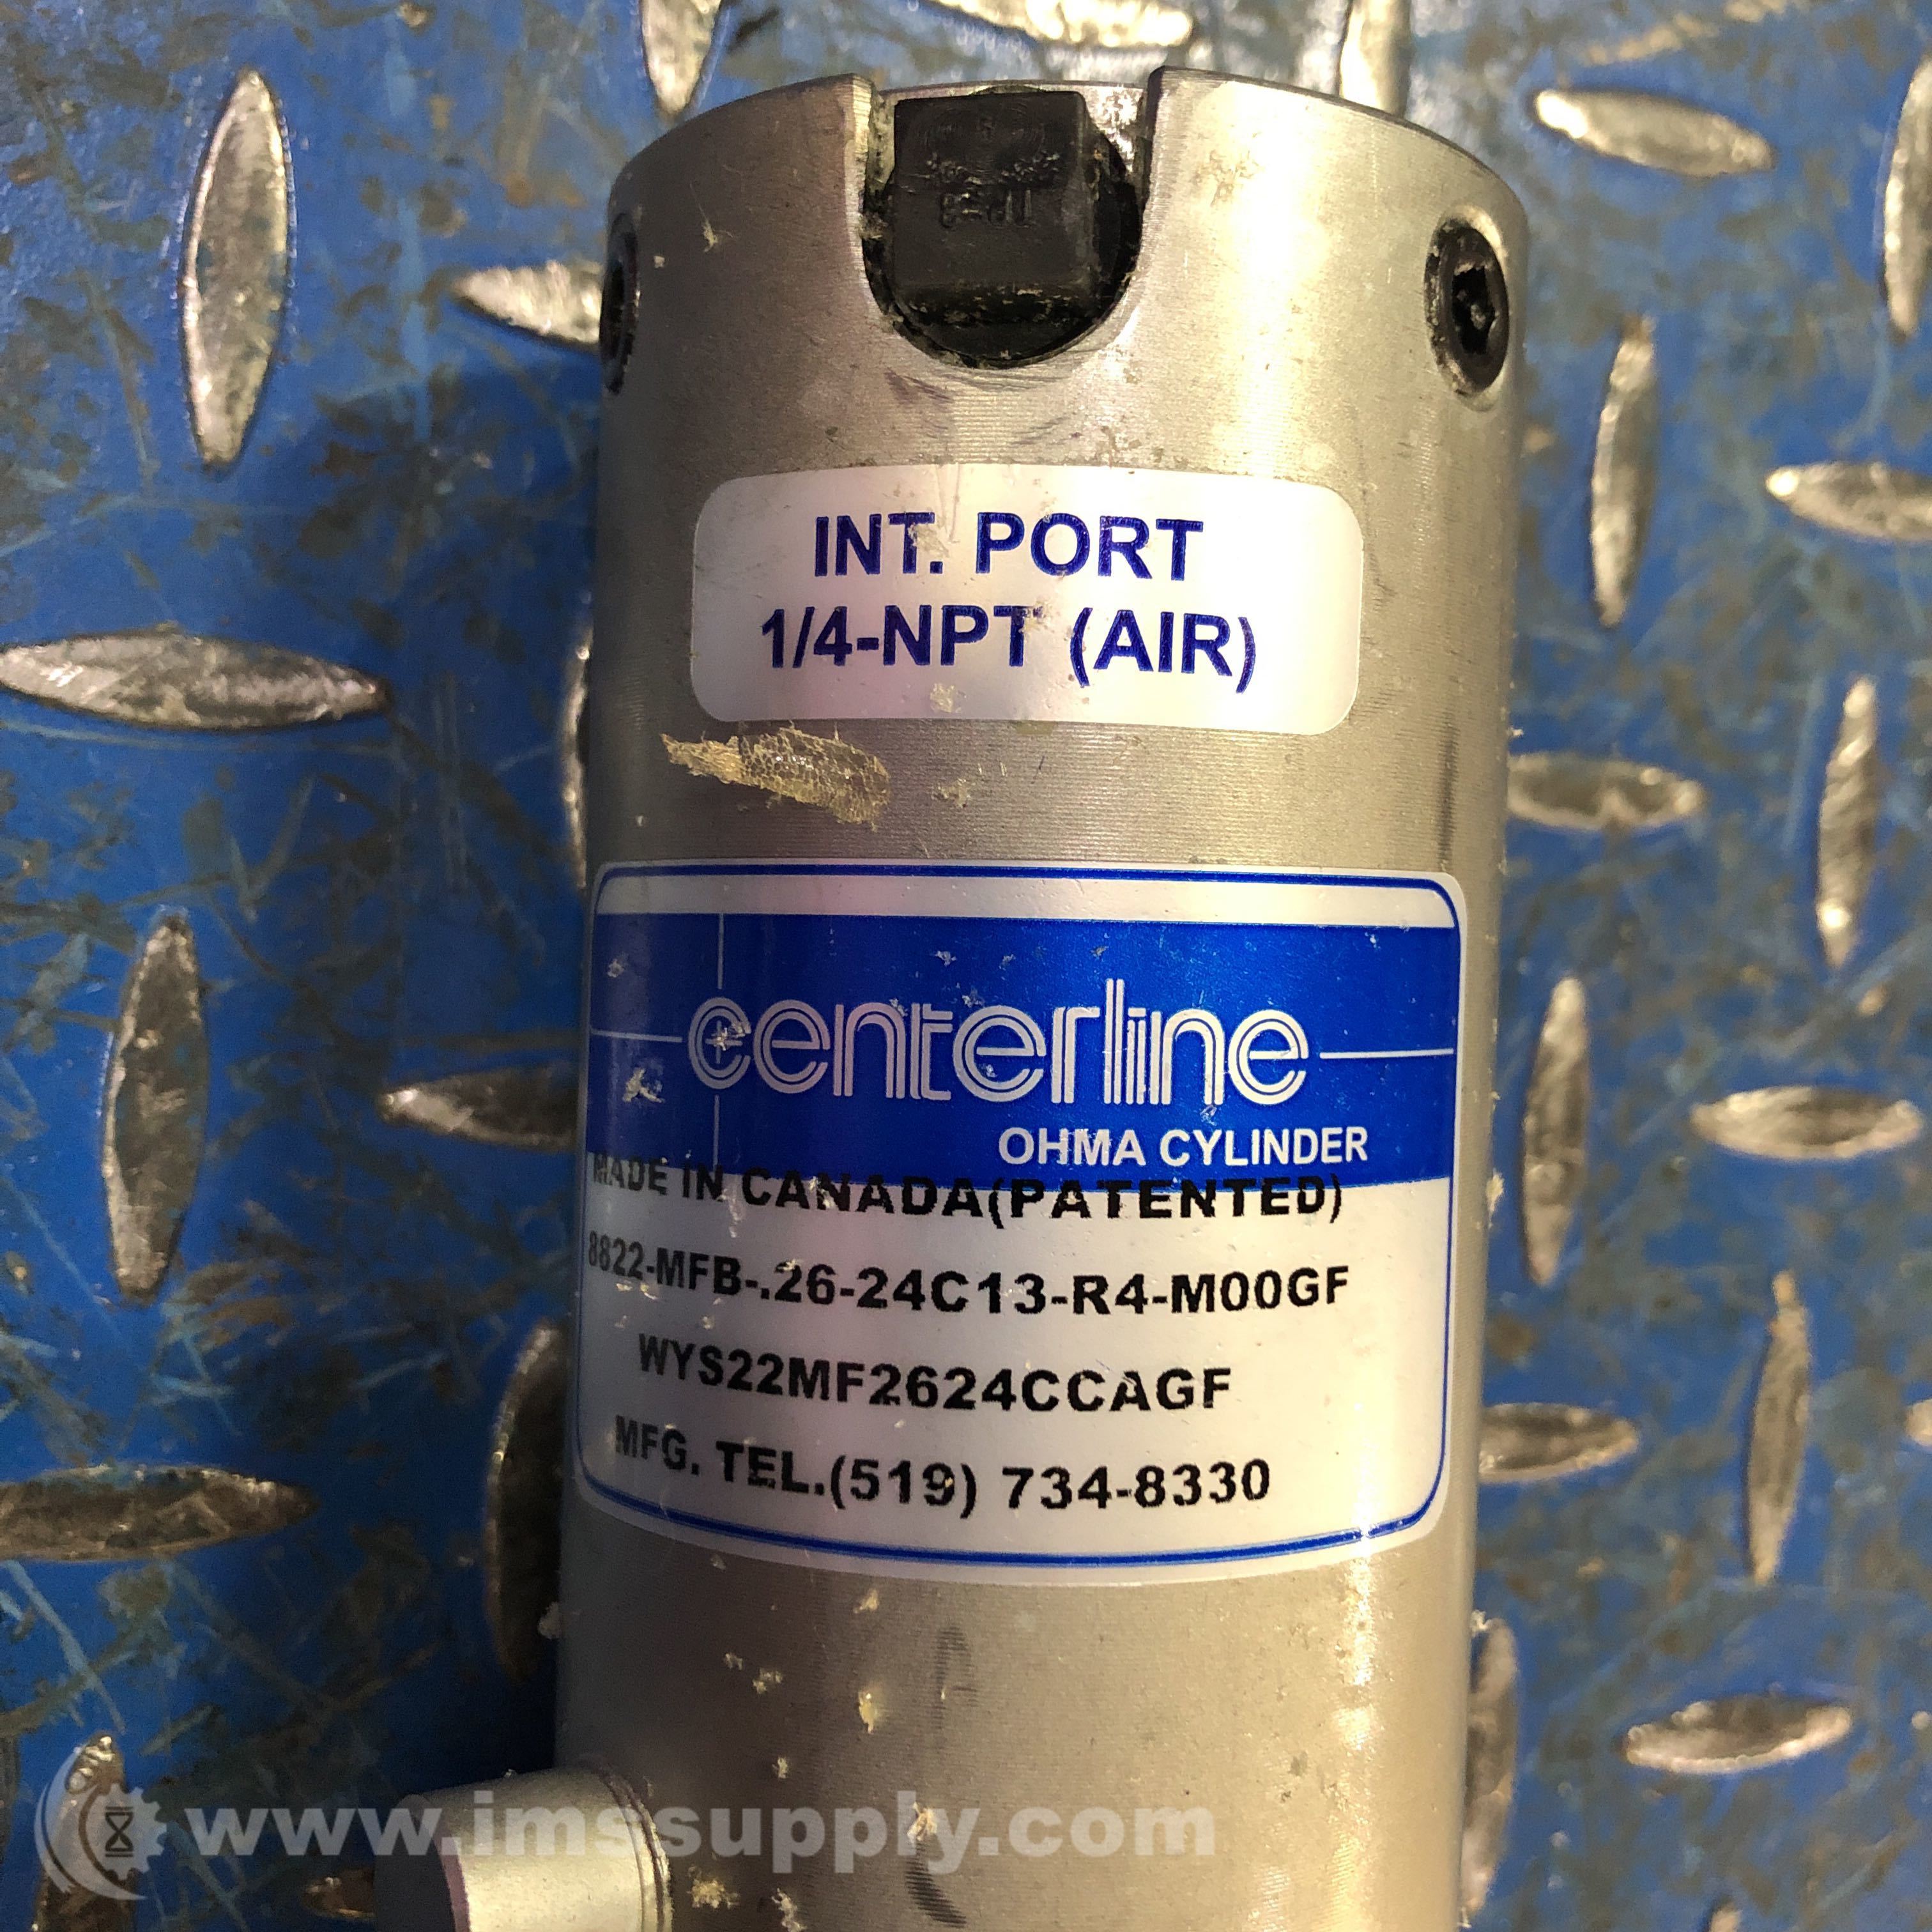 INT. PORT
1/4-NPT (AIR)
centerline
OHMA CYLINDER
MADE IN CANADA(PATENTED)
8822-MFB-.26-24C13-R4-M00GF
WYS22MF2624CCAGF
MFG. TEL.(519) 734-8330
www.imssupply.com